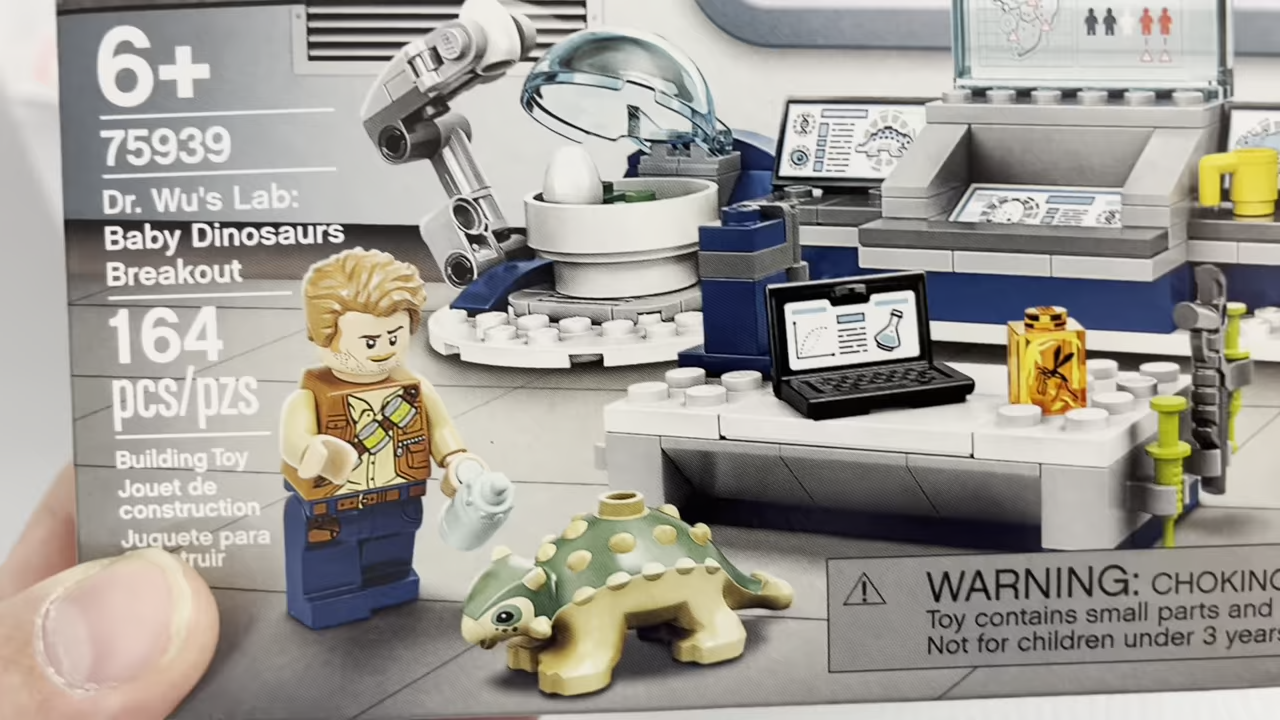 6+
75939
Dr. Wu's Lab:
Baby Dinosaurs
Breakout
164
pcs/pzs
Building Toy
Jouet de
construction
Juguete para
truir
WARNING: CHOKING
Toy contains small parts and
Not for children under 3 years